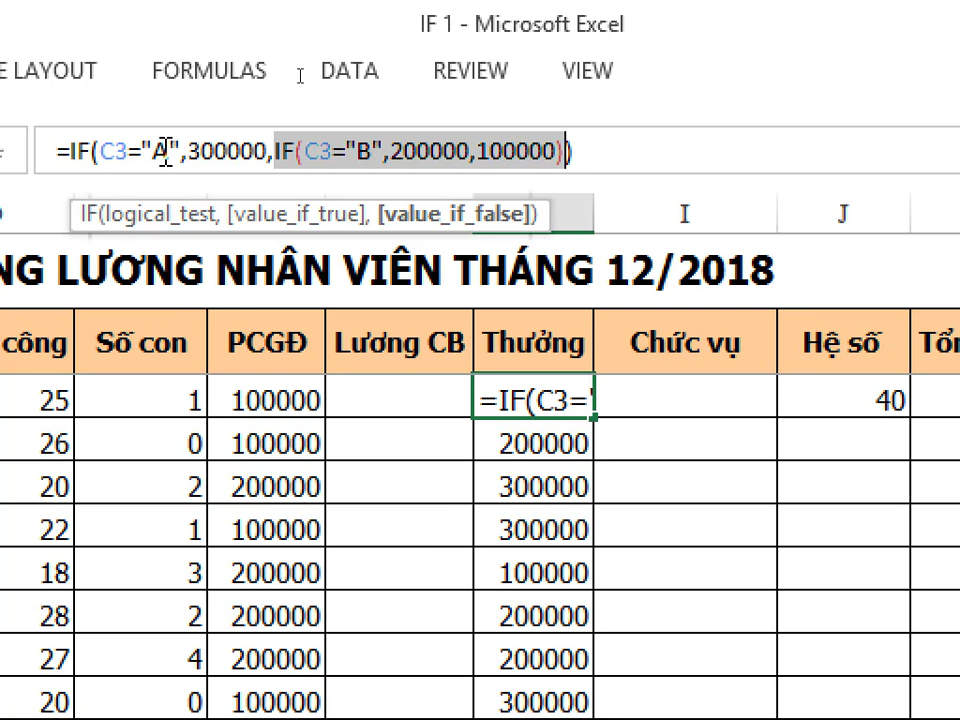 IF 1 - Microsoft Excel
E LAYOUT FORMULAS DATA REVIEW VIEW
=IF(C3="A",300000,IF(C3="B",200000,100000))
IF(logical_test, [value_if_true], [value_if_false])
I J
NG LƯƠNG NHÂN VIÊN THÁNG 12/2018
công Số con PCGĐ Lương CB Thưởng Chức vụ Hệ số Tổn
25 1 100000 =IF(C3=" 40
26 0 100000 200000
20 2 200000 300000
22 1 100000 300000
18 3 200000 100000
28 2 200000 200000
27 4 200000 200000
20 0 100000 300000